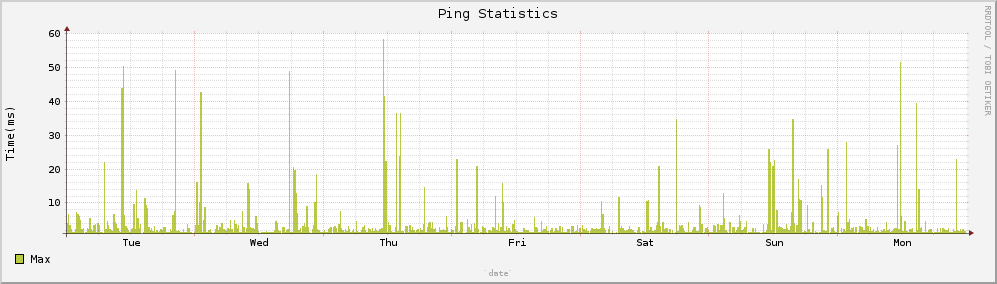 Ping Statistics
RRDTOOL / TOBI OETIKER
Time(ms)
60
50
40
30
20
10
Tue Wed Thu Fri Sat Sun Mon
Max
`date`